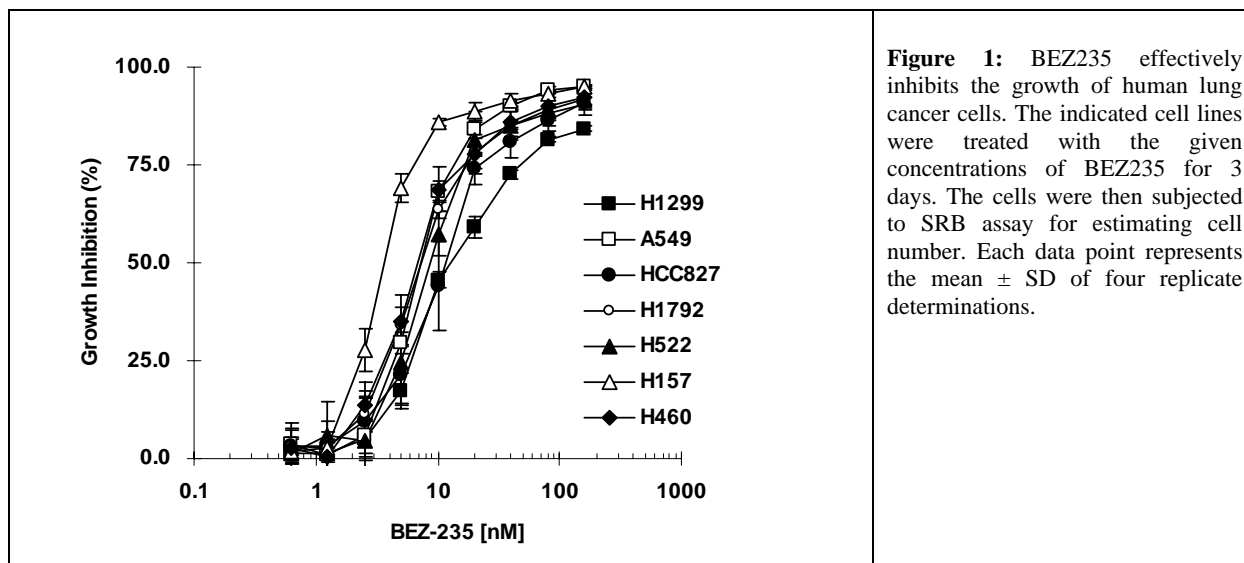 100.0
75.0
50.0
25.0
0.0
Growth Inhibition (%)
0.1
1
10
100
1000
BEZ-235 [nM]
H1299
A549
HCC827
H1792
H522
H157
H460
Figure 1: BEZ235 effectively
inhibits the growth of human lung
cancer cells. The indicated cell lines
were treated with the given
concentrations of BEZ235 for 3
days. The cells were then subjected
to SRB assay for estimating cell
number. Each data point represents
the mean ± SD of four replicate
determinations.